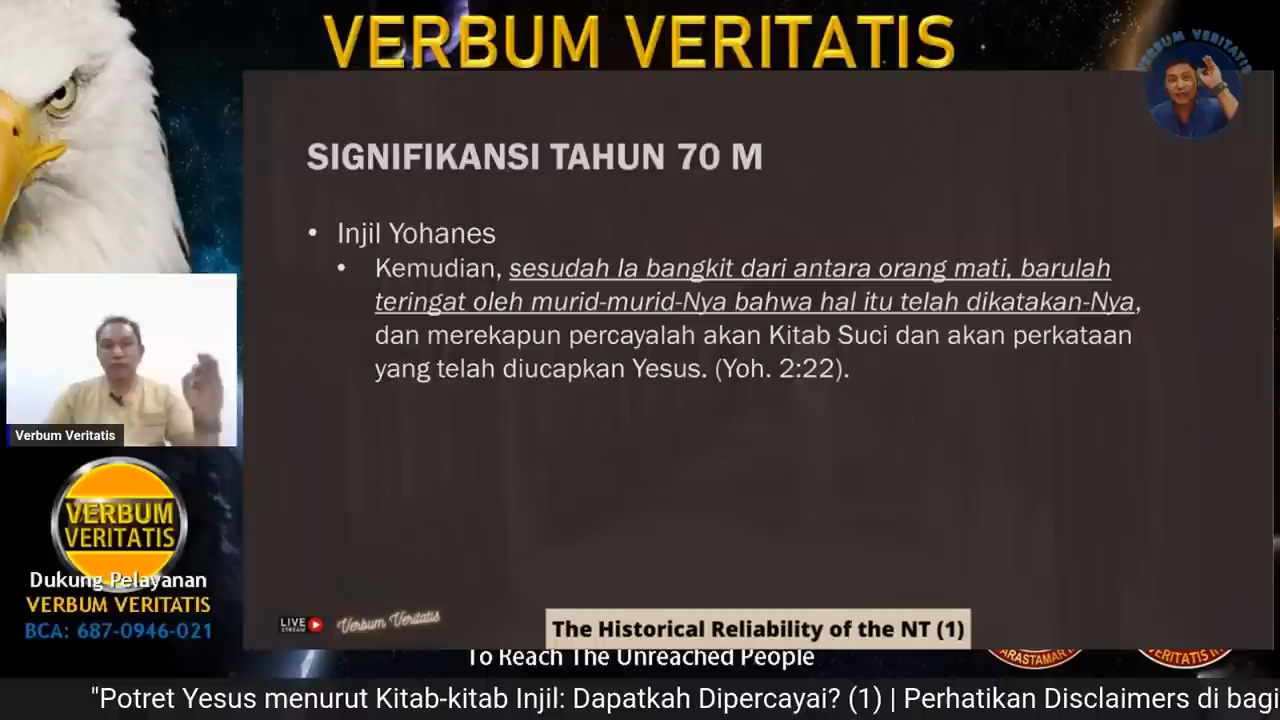 VERBUM VERITATIS
VERBUM VERITATIS
SIGNIFIKANSI TAHUN 70 M
• Injil Yohanes
• Kemudian, sesudah Ia bangkit dari antara orang mati, barulah
teringat oleh murid-murid-Nya bahwa hal itu telah dikatakan-Nya,
dan merekapun percayalah akan Kitab Suci dan akan perkataan
yang telah diucapkan Yesus. (Yoh. 2:22).
Verbum Veritatis
VERBUM
VERITATIS
Dukung Pelayanan
VERBUM VERITATIS
BCA: 687-0946-021
LIVE
STREAM
Verbum Veritatis
The Historical Reliability of the NT (1)
To Reach The Unreached People
"Potret Yesus menurut Kitab-kitab Injil: Dapatkah Dipercayai? (1) | Perhatikan Disclaimers di bagi